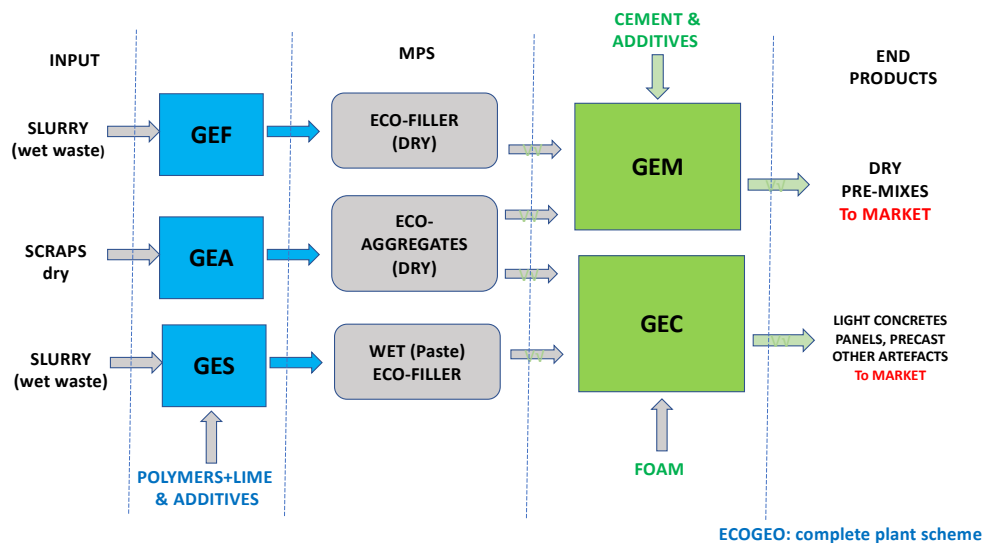 CEMENT &
ADDITIVES
INPUT
MPS
END
PRODUCTS
SLURRY
(wet waste)
GEF
ECO-FILLER
(DRY)
GEM
DRY
PRE-MIXES
To MARKET
SCRAPS
dry
GEA
ECO-
AGGREGATES
(DRY)
GEC
SLURRY
(wet waste)
GES
WET (Paste)
ECO-FILLER
LIGHT CONCRETES
PANELS, PRECAST
OTHER ARTEFACTS
To MARKET
POLYMERS+LIME
& ADDITIVES
FOAM
ECOGEO: complete plant scheme